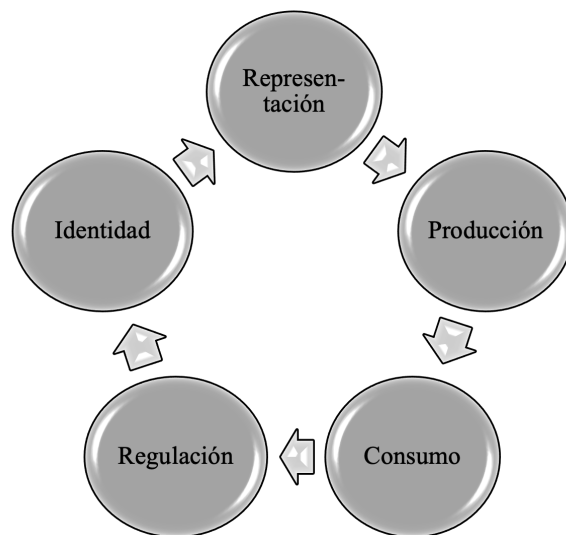 Represen-
tación
Producción
Consumo
Regulación
Identidad